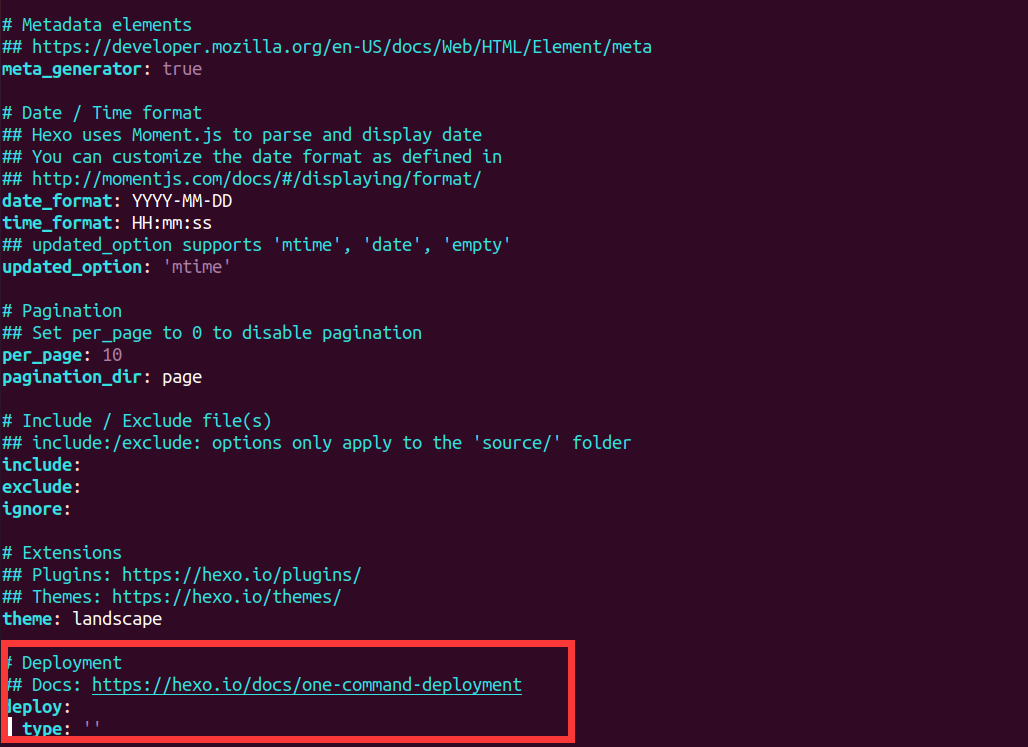 # Metadata elements
## https://developer.mozilla.org/en-US/docs/Web/HTML/Element/meta
meta_generator: true
# Date / Time format
## Hexo uses Moment.js to parse and display date
## You can customize the date format as defined in
## http://momentjs.com/docs/#/displaying/format/
date_format: YYYY-MM-DD
time_format: HH:mm:ss
## updated_option supports 'mtime', 'date', 'empty'
updated_option: 'mtime'
# Pagination
## Set per_page to 0 to disable pagination
per_page: 10
pagination_dir: page
# Include / Exclude file(s)
## include:/exclude: options only apply to the 'source/' folder
include:
exclude:
ignore:
# Extensions
## Plugins: https://hexo.io/plugins/
## Themes: https://hexo.io/themes/
theme: landscape
# Deployment
## Docs: https://hexo.io/docs/one-command-deployment
deploy:
type: ''